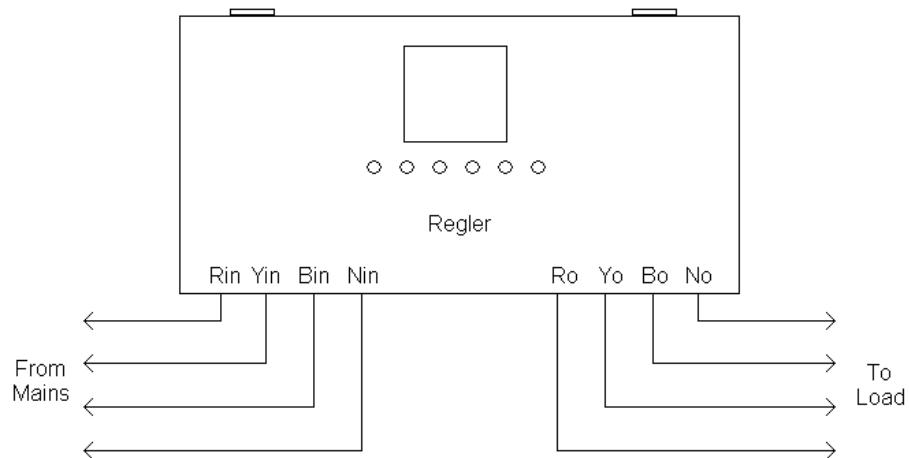 Regler
Rin Yin Bin Nin Ro Yo Bo No
From
Mains
To
Load